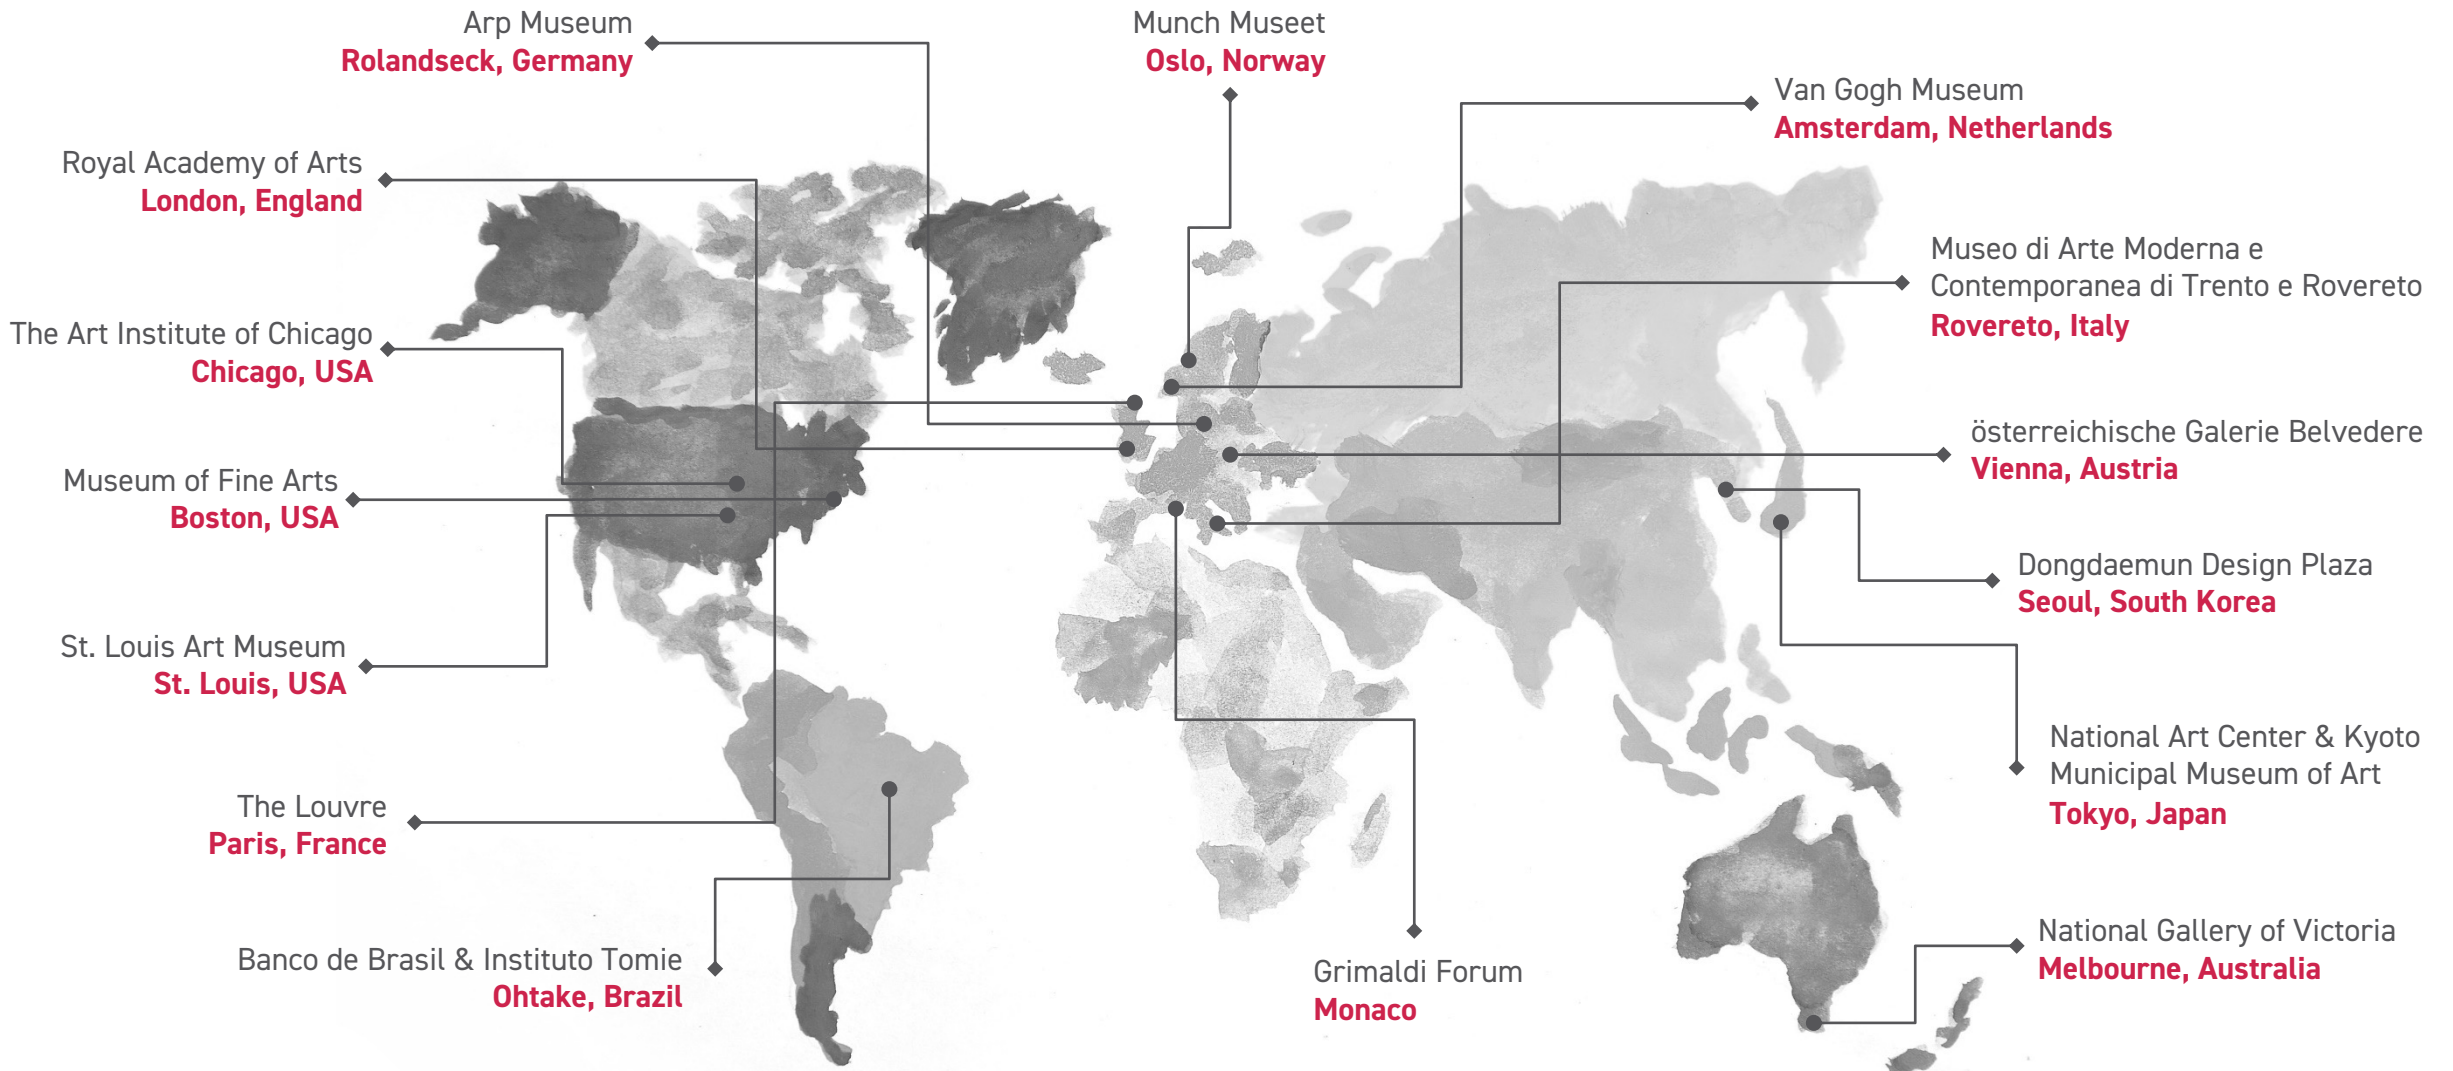 Arp Museum
Rolandseck, Germany
Munch Museet
Oslo, Norway
Van Gogh Museum
Amsterdam, Netherlands
Royal Academy of Arts
London, England
Museo di Arte Moderna e
Contemporanea di Trento e Rovereto
Rovereto, Italy
The Art Institute of Chicago
Chicago, USA
österreichische Galerie Belvedere
Vienna, Austria
Museum of Fine Arts
Boston, USA
Dongdaemun Design Plaza
Seoul, South Korea
St. Louis Art Museum
St. Louis, USA
National Art Center & Kyoto
Municipal Museum of Art
Tokyo, Japan
The Louvre
Paris, France
National Gallery of Victoria
Melbourne, Australia
Banco de Brasil & Instituto Tomie
Ohtake, Brazil
Grimaldi Forum
Monaco